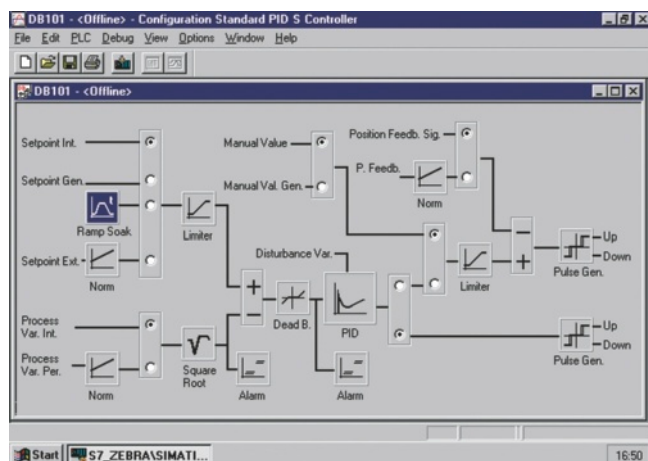 DB101 - <Offline> - Configuration Standard PID S Controller
File Edit PLC Debug View Options Window Help
DB101 - <Offline>
Setpoint Int.
Manual Value
Position Feedb. Sig.
P. Feedb.
Setpoint Gen.
Manual Val. Gen.
Norm
Ramp Soak
Limiter
Up
Down
Disturbance Var.
Setpoint Ext.
Norm
Limiter
Pulse Gen.
Dead B.
PID
Process
Var. Int.
Up
Down
Process
Var. Per.
Square
Root
Pulse Gen.
Norm
Alarm
Alarm
Start
S7_ZEBRA\SIMATI...
16:50